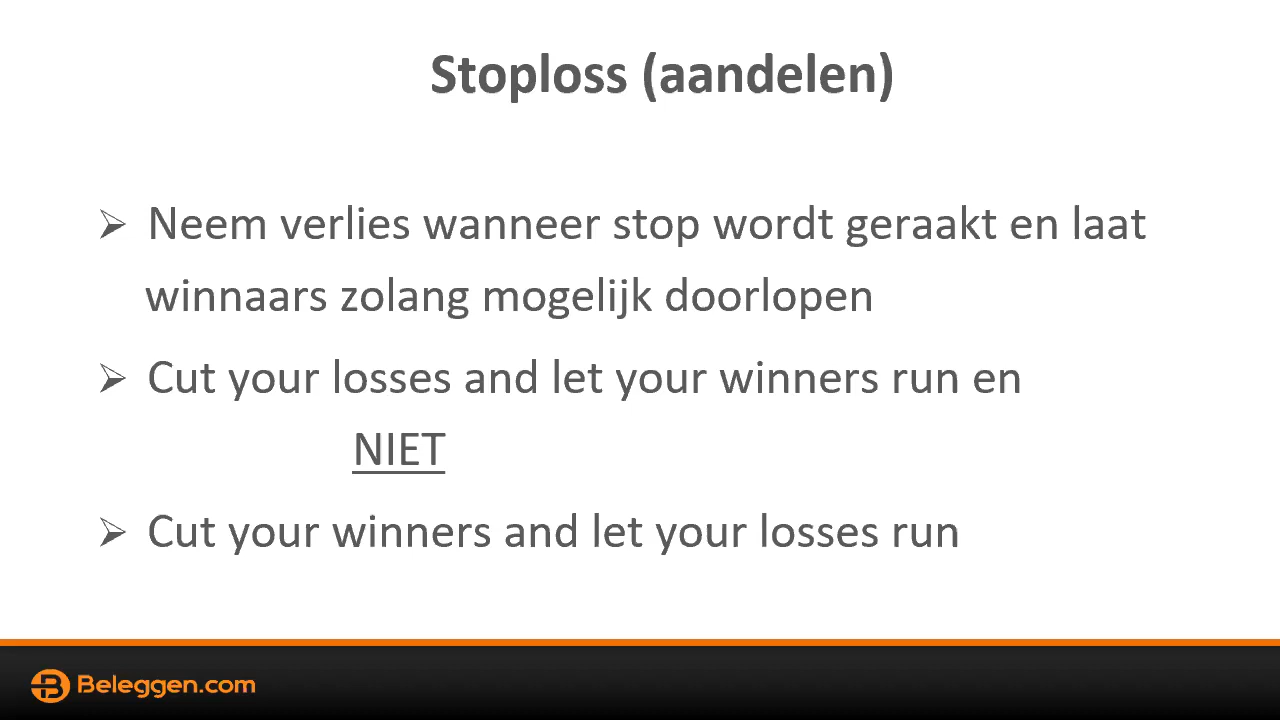 Stoploss (aandelen)
Neem verlies wanneer stop wordt geraakt en laat
winnaars zolang mogelijk doorlopen
Cut your losses and let your winners run en
NIET
Cut your winners and let your losses run
Beleggen.com